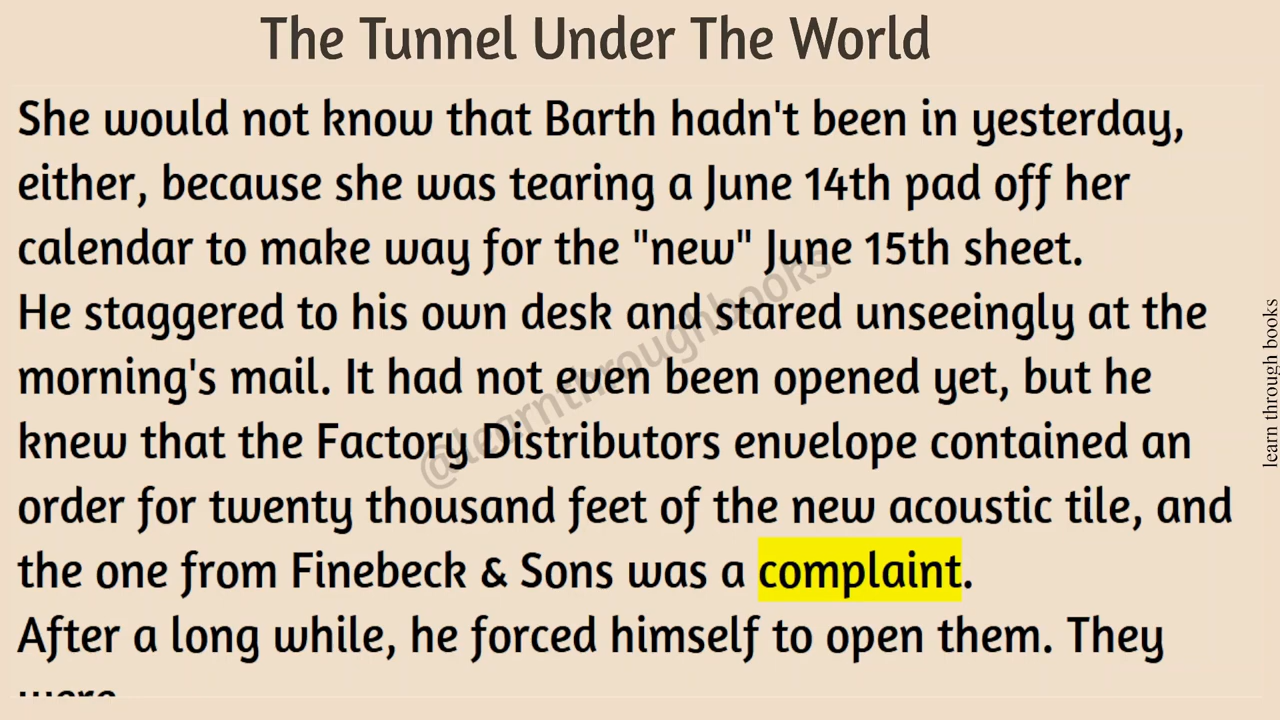 The Tunnel Under The World
She would not know that Barth hadn't been in yesterday,
either, because she was tearing a June 14th pad off her
calendar to make way for the "new" June 15th sheet.
He staggered to his own desk and stared unseeingly at the
morning's mail. It had not even been opened yet, but he
knew that the Factory Distributors envelope contained an
order for twenty thousand feet of the new acoustic tile, and
the one from Finebeck & Sons was a complaint.
After a long while, he forced himself to open them. They
were
@learnthroughbooks
learn through books